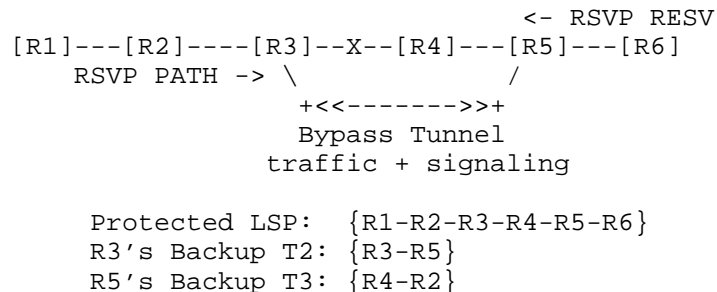 <- RSVP RESV
[R1]---[R2]----[R3]--X--[R4]---[R5]---[R6]
RSVP PATH -> \ /
+<<------->>+
Bypass Tunnel
traffic + signaling
Protected LSP: {R1-R2-R3-R4-R5-R6}
R3's Backup T2: {R3-R5}
R5's Backup T3: {R4-R2}